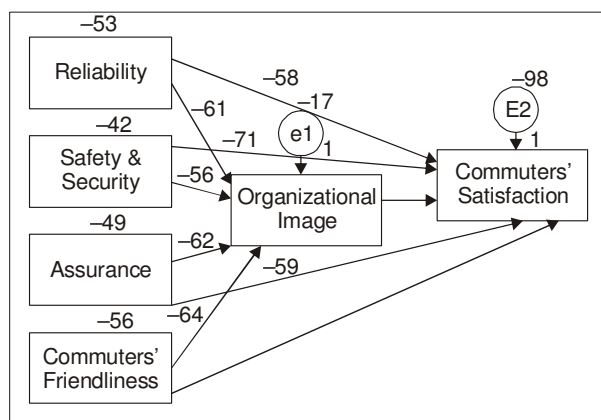 –53
Reliability
–58
–61
–17
e1
1
–98
E2
1
–42
Safety &
Security
–71
–56
Organizational
Image
Commuters'
Satisfaction
–49
Assurance
–62
–59
–56
–64
Commuters'
Friendliness